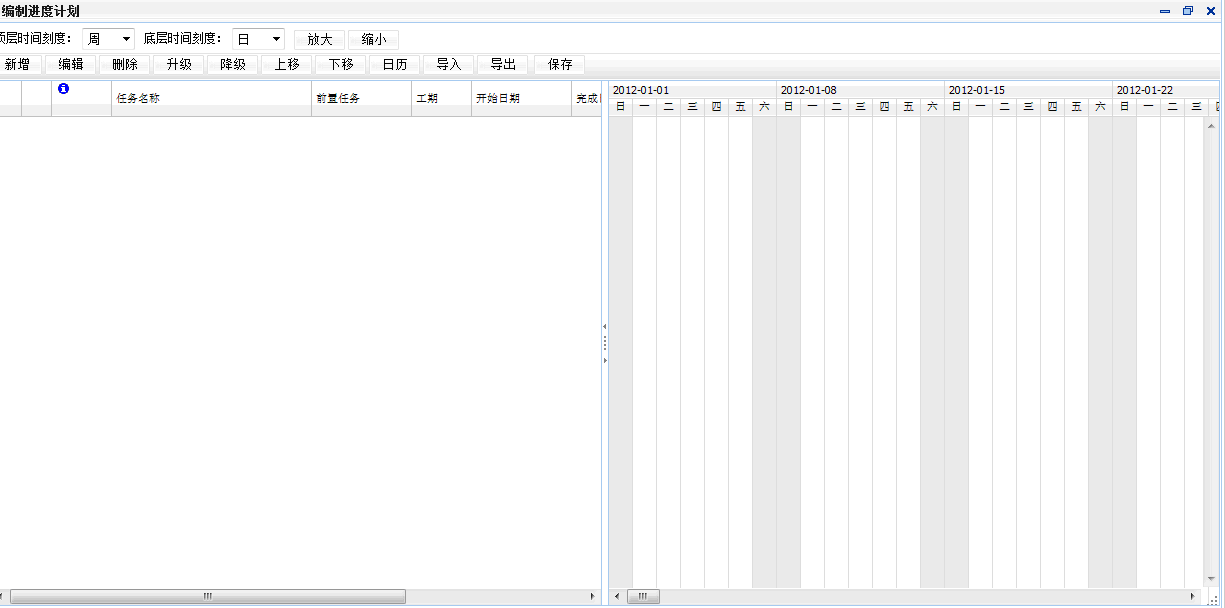 编制进度计划
顶层时间刻度： 周 底层时间刻度： 日 放大 缩小
新增 编辑 删除 升级 降级 上移 下移 日历 导入 导出 保存
任务名称 前置任务 工期 开始日期 完成
2012-01-01 2012-01-08 2012-01-15 2012-01-22
日 一 二 三 四 五 六 日 一 二 三 四 五 六 日 一 二 三 四 五 六 日 一 二 三 四